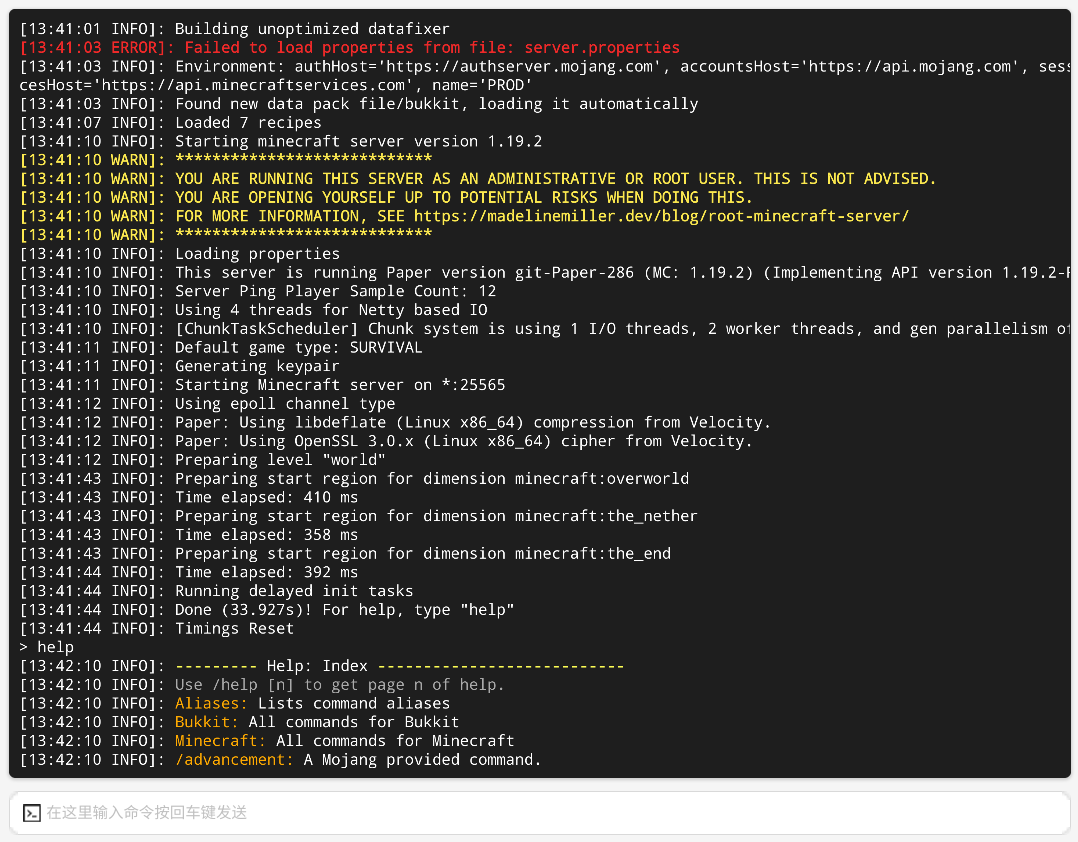 [13:41:01 INFO]: Building unoptimized datafixer
[13:41:03 ERROR]: Failed to load properties from file: server.properties
[13:41:03 INFO]: Environment: authHost='https://authserver.mojang.com', accountsHost='https://api.mojang.com', sess
cesHost='https://api.minecraftservices.com', name='PROD'
[13:41:03 INFO]: Found new data pack file/bukkit, loading it automatically
[13:41:07 INFO]: Loaded 7 recipes
[13:41:10 INFO]: Starting minecraft server version 1.19.2
[13:41:10 WARN]: ****************************
[13:41:10 WARN]: YOU ARE RUNNING THIS SERVER AS AN ADMINISTRATIVE OR ROOT USER. THIS IS NOT ADVISED.
[13:41:10 WARN]: YOU ARE OPENING YOURSELF UP TO POTENTIAL RISKS WHEN DOING THIS.
[13:41:10 WARN]: FOR MORE INFORMATION, SEE https://madelinemiller.dev/blog/root-minecraft-server/
[13:41:10 WARN]: ****************************
[13:41:10 INFO]: Loading properties
[13:41:10 INFO]: This server is running Paper version git-Paper-286 (MC: 1.19.2) (Implementing API version 1.19.2-R
[13:41:10 INFO]: Server Ping Player Sample Count: 12
[13:41:10 INFO]: Using 4 threads for Netty based IO
[13:41:10 INFO]: [ChunkTaskScheduler] Chunk system is using 1 I/O threads, 2 worker threads, and gen parallelism of
[13:41:11 INFO]: Default game type: SURVIVAL
[13:41:11 INFO]: Generating keypair
[13:41:11 INFO]: Starting Minecraft server on *:25565
[13:41:12 INFO]: Using epoll channel type
[13:41:12 INFO]: Paper: Using libdeflate (Linux x86_64) compression from Velocity.
[13:41:12 INFO]: Paper: Using OpenSSL 3.0.x (Linux x86_64) cipher from Velocity.
[13:41:12 INFO]: Preparing level "world"
[13:41:43 INFO]: Preparing start region for dimension minecraft:overworld
[13:41:43 INFO]: Time elapsed: 410 ms
[13:41:43 INFO]: Preparing start region for dimension minecraft:the_nether
[13:41:43 INFO]: Time elapsed: 358 ms
[13:41:43 INFO]: Preparing start region for dimension minecraft:the_end
[13:41:44 INFO]: Time elapsed: 392 ms
[13:41:44 INFO]: Running delayed init tasks
[13:41:44 INFO]: Done (33.927s)! For help, type "help"
[13:41:44 INFO]: Timings Reset
> help
[13:42:10 INFO]: --------- Help: Index ---------------------------
[13:42:10 INFO]: Use /help [n] to get page n of help.
[13:42:10 INFO]: Aliases: Lists command aliases
[13:42:10 INFO]: Bukkit: All commands for Bukkit
[13:42:10 INFO]: Minecraft: All commands for Minecraft
[13:42:10 INFO]: /advancement: A Mojang provided command.
在这里输入命令按回车键发送